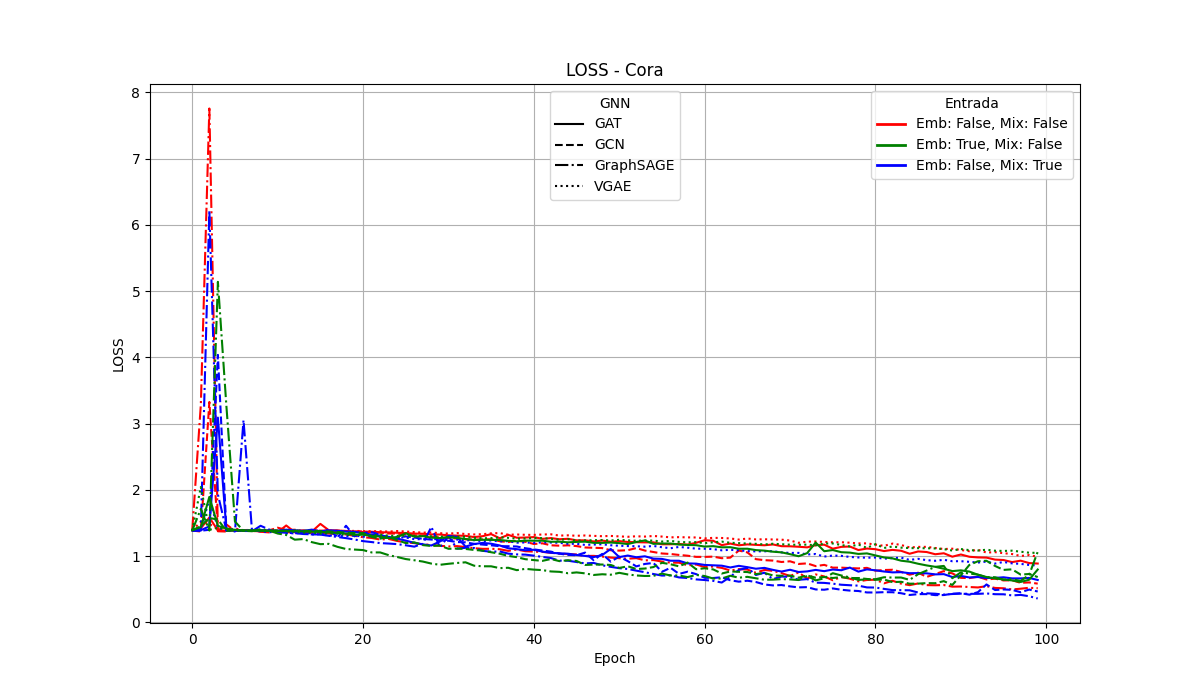 LOSS - Cora
GNN
GAT
GCN
GraphSAGE
VGAE
Entrada
Emb: False, Mix: False
Emb: True, Mix: False
Emb: False, Mix: True
LOSS
8
7
6
5
4
3
2
1
0
0 20 40 60 80 100
Epoch